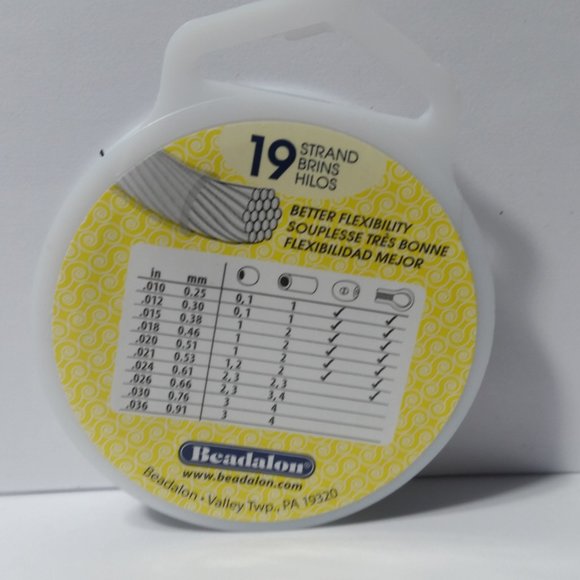 19 STRAND
BRINS
HILOS
BETTER FLEXIBILITY
SOUPLESSE TRÈS BONNE
FLEXIBILIDAD MEJOR
in mm
.010 0.25 0,1 1 ✓ ✓
.012 0.30 0,1 1 ✓ ✓
.015 0.38 1 2 ✓ ✓
.018 0.46 1 2 ✓ ✓
.020 0.51 1 2 ✓ ✓
.021 0.53 1,2 2 ✓ ✓
.024 0.61 2,3 2,3 ✓
.026 0.66 2,3 3,4
.030 0.76 3 4
.036 0.91 3 4
Beadalon
www.beadalon.com
Beadalon • Valley Twp., PA 19320